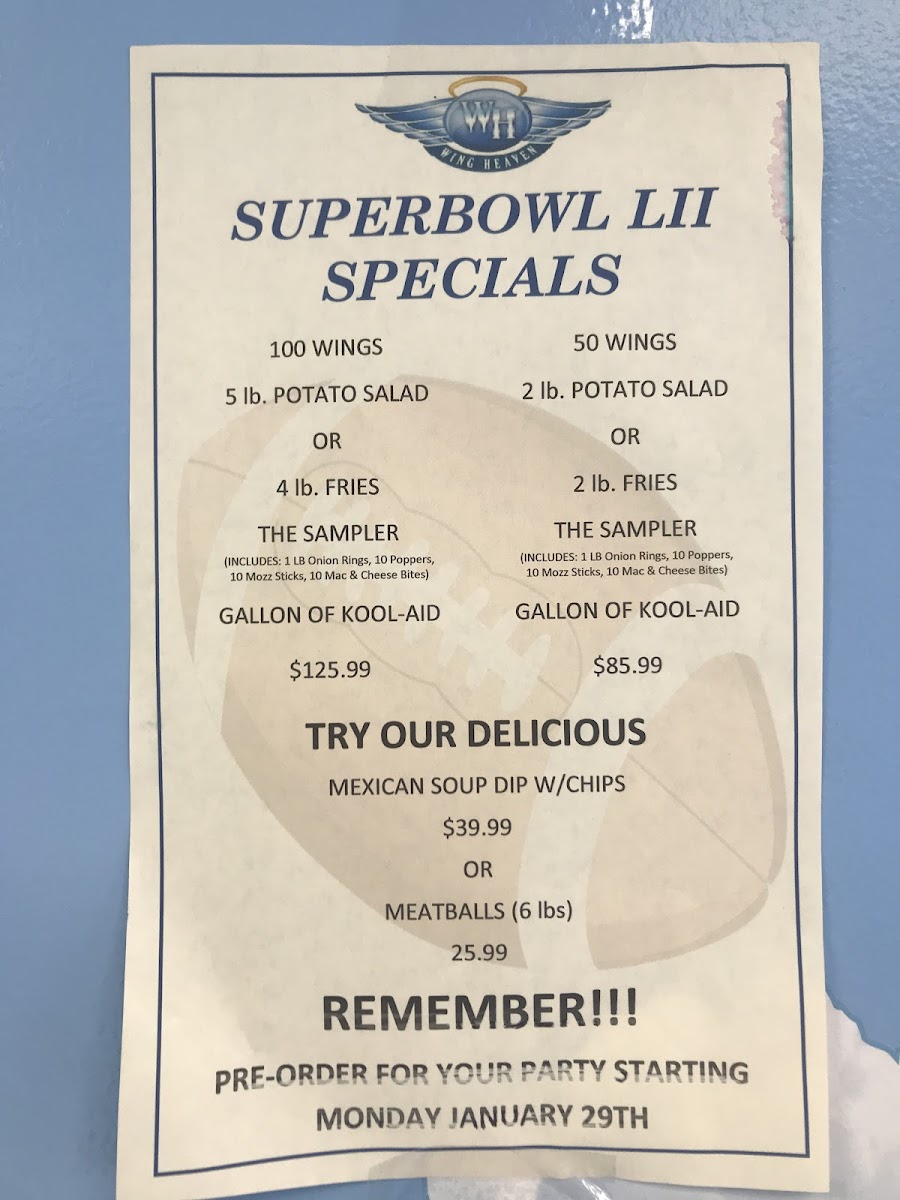 WH
WING HEAVEN
SUPERBOWL LII
SPECIALS
100 WINGS
5 lb. POTATO SALAD
OR
4 lb. FRIES
THE SAMPLER
(INCLUDES: 1 LB Onion Rings, 10 Poppers,
10 Mozz Sticks, 10 Mac & Cheese Bites)
GALLON OF KOOL-AID
$125.99
50 WINGS
2 lb. POTATO SALAD
OR
2 lb. FRIES
THE SAMPLER
(INCLUDES: 1 LB Onion Rings, 10 Poppers,
10 Mozz Sticks, 10 Mac & Cheese Bites)
GALLON OF KOOL-AID
$85.99
TRY OUR DELICIOUS
MEXICAN SOUP DIP W/CHIPS
$39.99
OR
MEATBALLS (6 lbs)
25.99
REMEMBER!!!
PRE-ORDER FOR YOUR PARTY STARTING
MONDAY JANUARY 29TH